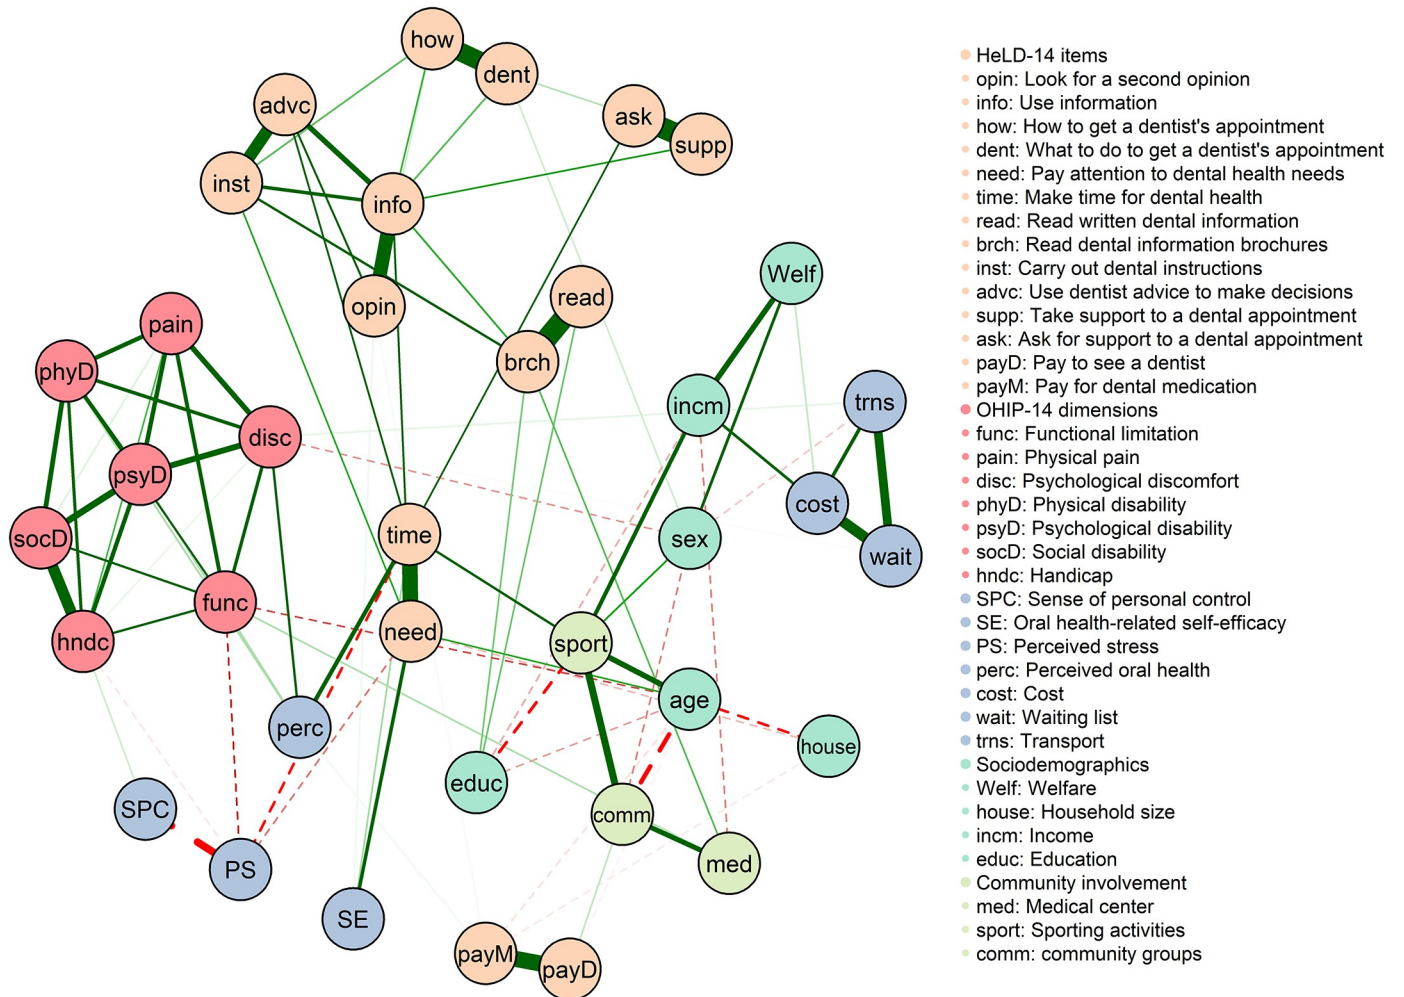 how
dent
advc
ask
supp
inst
info
Welf
read
opin
pain
brch
phyD
incm
trns
disc
psyD
cost
time
sex
socD
wait
func
need
hndc
sport
age
perc
house
educ
SPC
comm
med
PS
SE
payM
payD
HeLD-14 items
opin: Look for a second opinion
info: Use information
how: How to get a dentist's appointment
dent: What to do to get a dentist's appointment
need: Pay attention to dental health needs
time: Make time for dental health
read: Read written dental information
brch: Read dental information brochures
inst: Carry out dental instructions
advc: Use dentist advice to make decisions
supp: Take support to a dental appointment
ask: Ask for support to a dental appointment
payD: Pay to see a dentist
payM: Pay for dental medication
OHIP-14 dimensions
func: Functional limitation
pain: Physical pain
disc: Psychological discomfort
phyD: Physical disability
psyD: Psychological disability
socD: Social disability
hndc: Handicap
SPC: Sense of personal control
SE: Oral health-related self-efficacy
PS: Perceived stress
perc: Perceived oral health
cost: Cost
wait: Waiting list
trns: Transport
Sociodemographics
Welf: Welfare
house: Household size
incm: Income
educ: Education
Community involvement
med: Medical center
sport: Sporting activities
comm: community groups